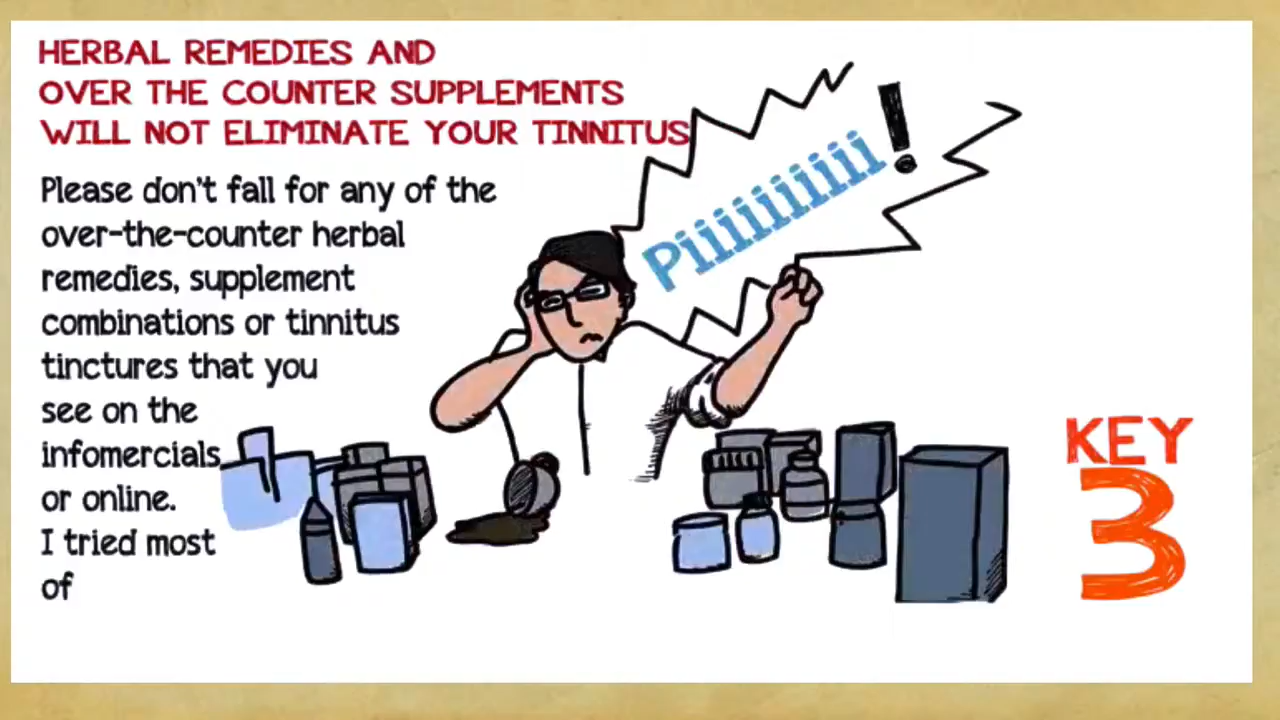 HERBAL REMEDIES AND
OVER THE COUNTER SUPPLEMENTS
WILL NOT ELIMINATE YOUR TINNITUS
Please don't fall for any of the
over-the-counter herbal
remedies, supplement
combinations or tinnitus
tinctures that you
see on the
infomercials
or online.
I tried most
of
Piiiiiiiiii!
KEY
3